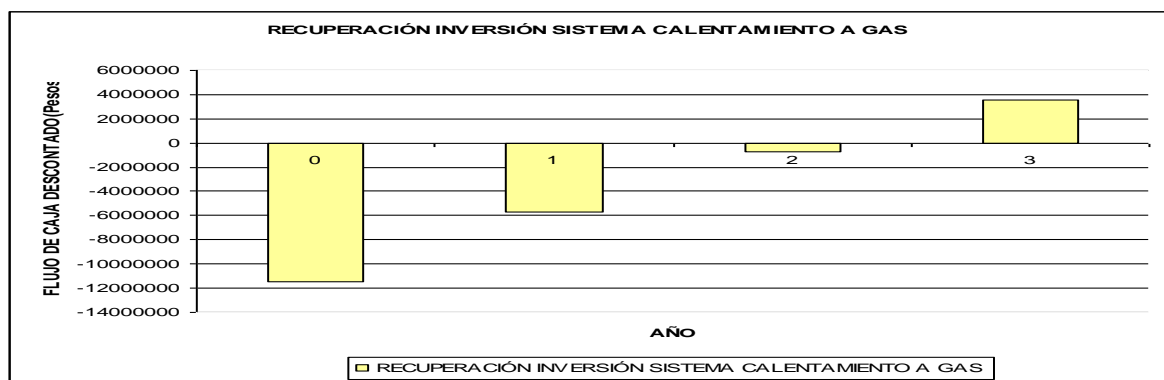 RECUPERACIÓN INVERSIÓN SISTEMA CALENTAMIENTO A GAS
FLUJO DE CAJA DESCONTADO(Pesos
6000000
4000000
2000000
0
-2000000
-4000000
-6000000
-8000000
-10000000
-12000000
-14000000
0 1 2 3
AÑO
RECUPERACIÓN INVERSIÓN SISTEMA CALENTAMIENTO A GAS